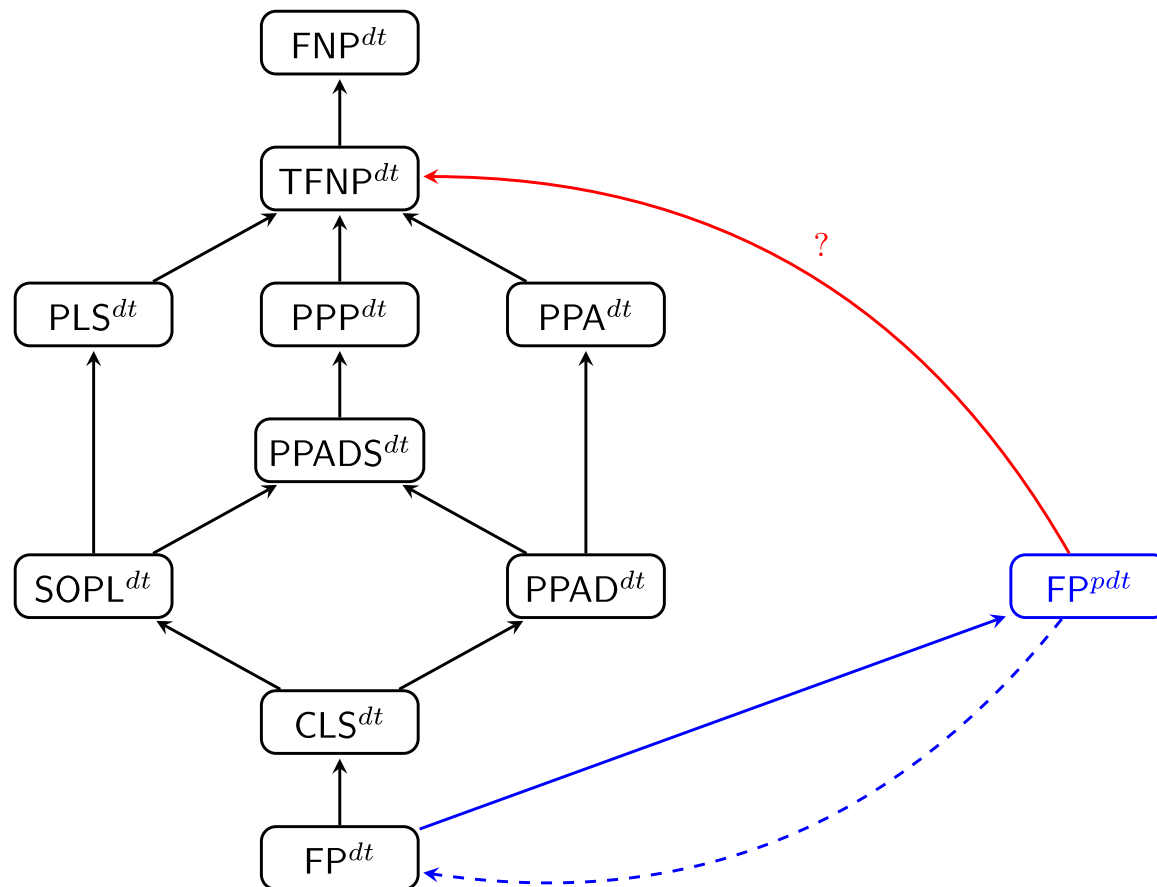 FNP^{dt}
TFNP^{dt}
?
PLS^{dt} PPP^{dt} PPA^{dt}
PPADS^{dt}
SOPL^{dt} PPAD^{dt} FP^{pdt}
CLS^{dt}
FP^{dt}